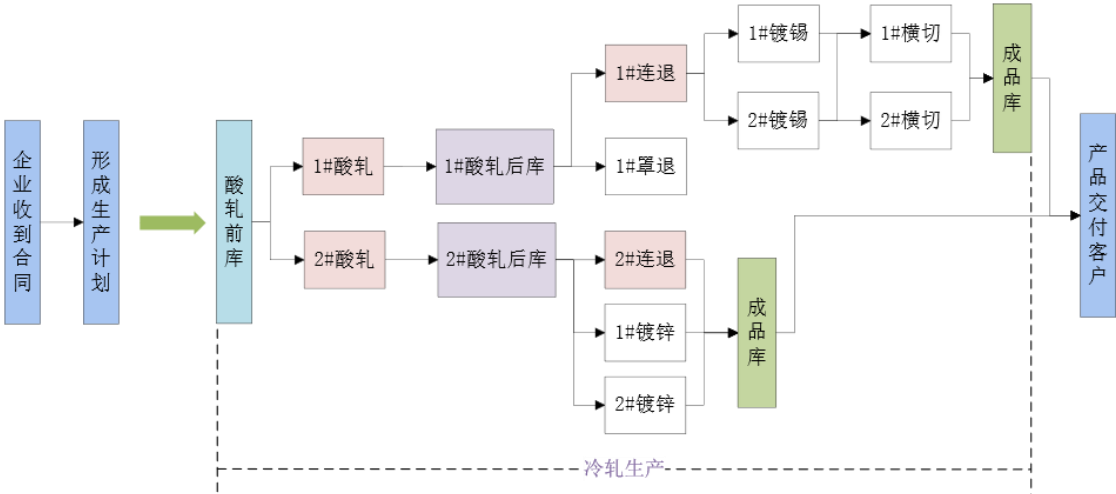 企业收到合同
形成生产计划
酸轧前库
1#酸轧
2#酸轧
1#酸轧后库
2#酸轧后库
1#连退
1#罩退
2#连退
1#镀锌
2#镀锌
1#镀锡
2#镀锡
1#横切
2#横切
成品库
成品库
产品交付客户
冷轧生产